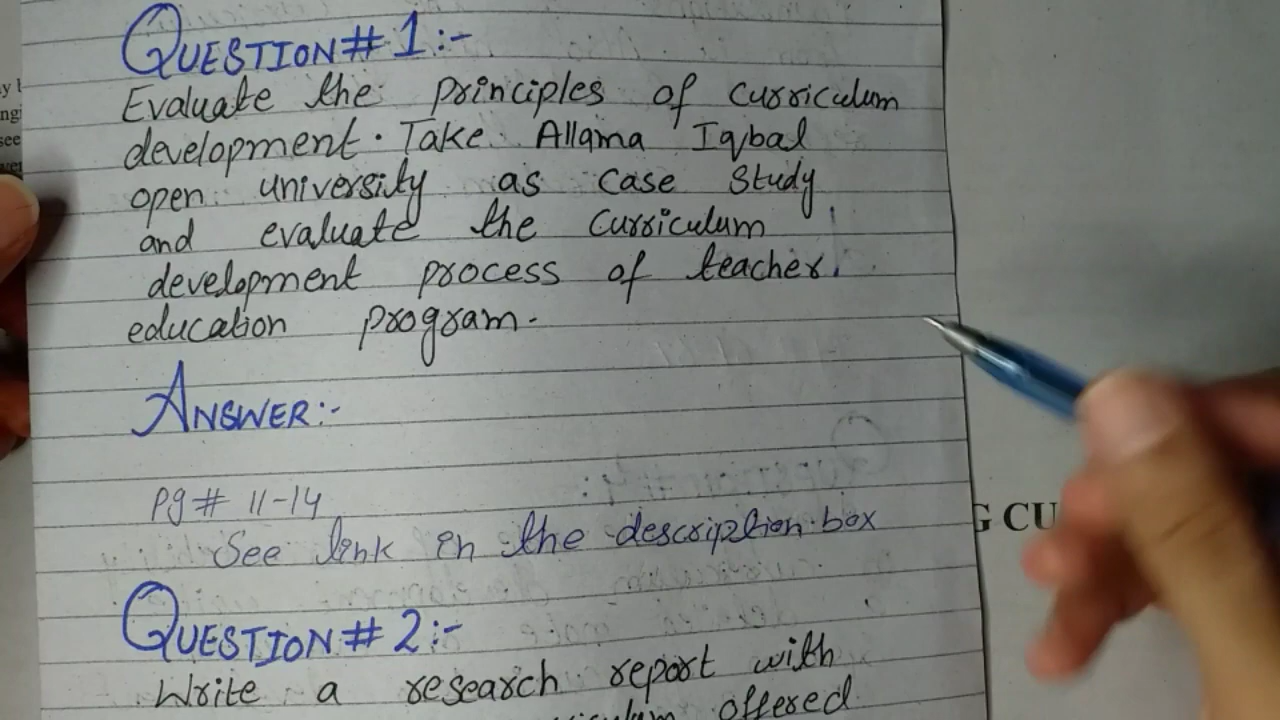 QUESTION# 1:-
Evaluate the principles of curriculum
development. Take Allama Iqbal
open university as case study
and evaluate the curriculum
development process of teacher.
education program.
ANSWER:-
Pg# 11-14
See link in the description box
QUESTION# 2:-
Write a research report with
offered
G CU